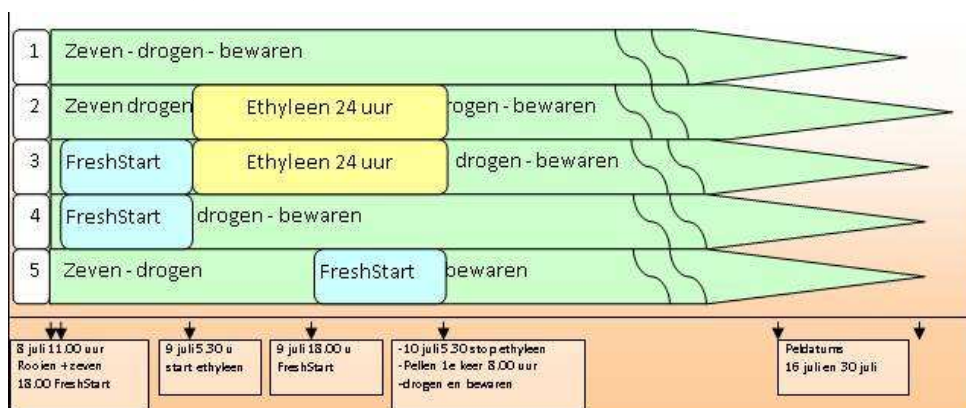 1 Zeven - drogen - bewaren
2 Zeven drogen Ethyleen 24 uur rogen - bewaren
3 FreshStart Ethyleen 24 uur drogen - bewaren
4 FreshStart drogen - bewaren
5 Zeven - drogen FreshStart bewaren
8 juli 11.00 uur
Rooien + zeven
18.00 FreshStart
9 juli 5.30 u
start ethyleen
9 juli 18.00 u
FreshStart
-10 juli 5.30 stop ethyleen
-Pellen 1e keer 8.00 uur
-drogen en bewaren
Peldatums
16 juli en 30 juli